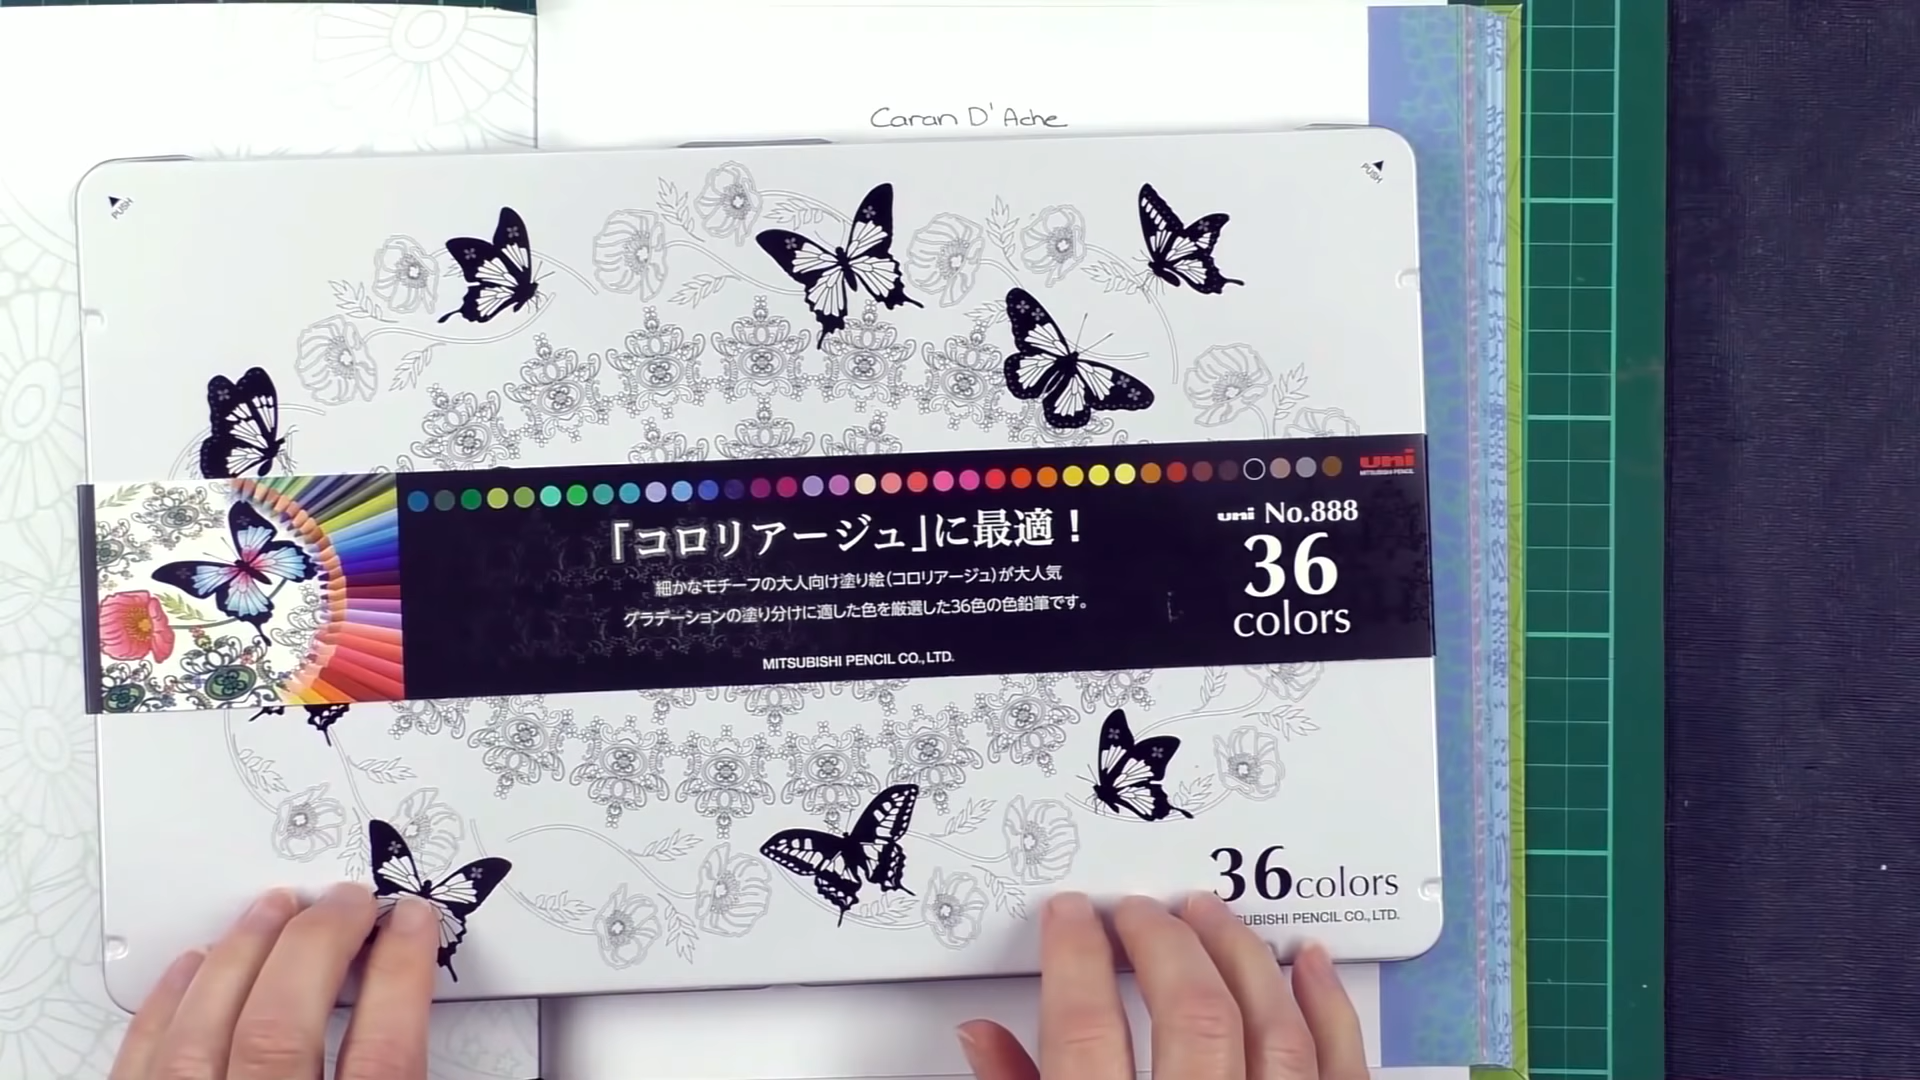 Caran D'Ache
PUSH
PUSH
uni
MITSUBISHI PENCIL
「コロリアージュ」に最適！
細かなモチーフの大人向け塗り絵（コロリアージュ）が大人気
グラデーションの塗り分けに適した色を厳選した36色の色鉛筆です。
MITSUBISHI PENCIL CO., LTD.
uni No.888
36
colors
36colors
SUBISHI PENCIL CO., LTD.